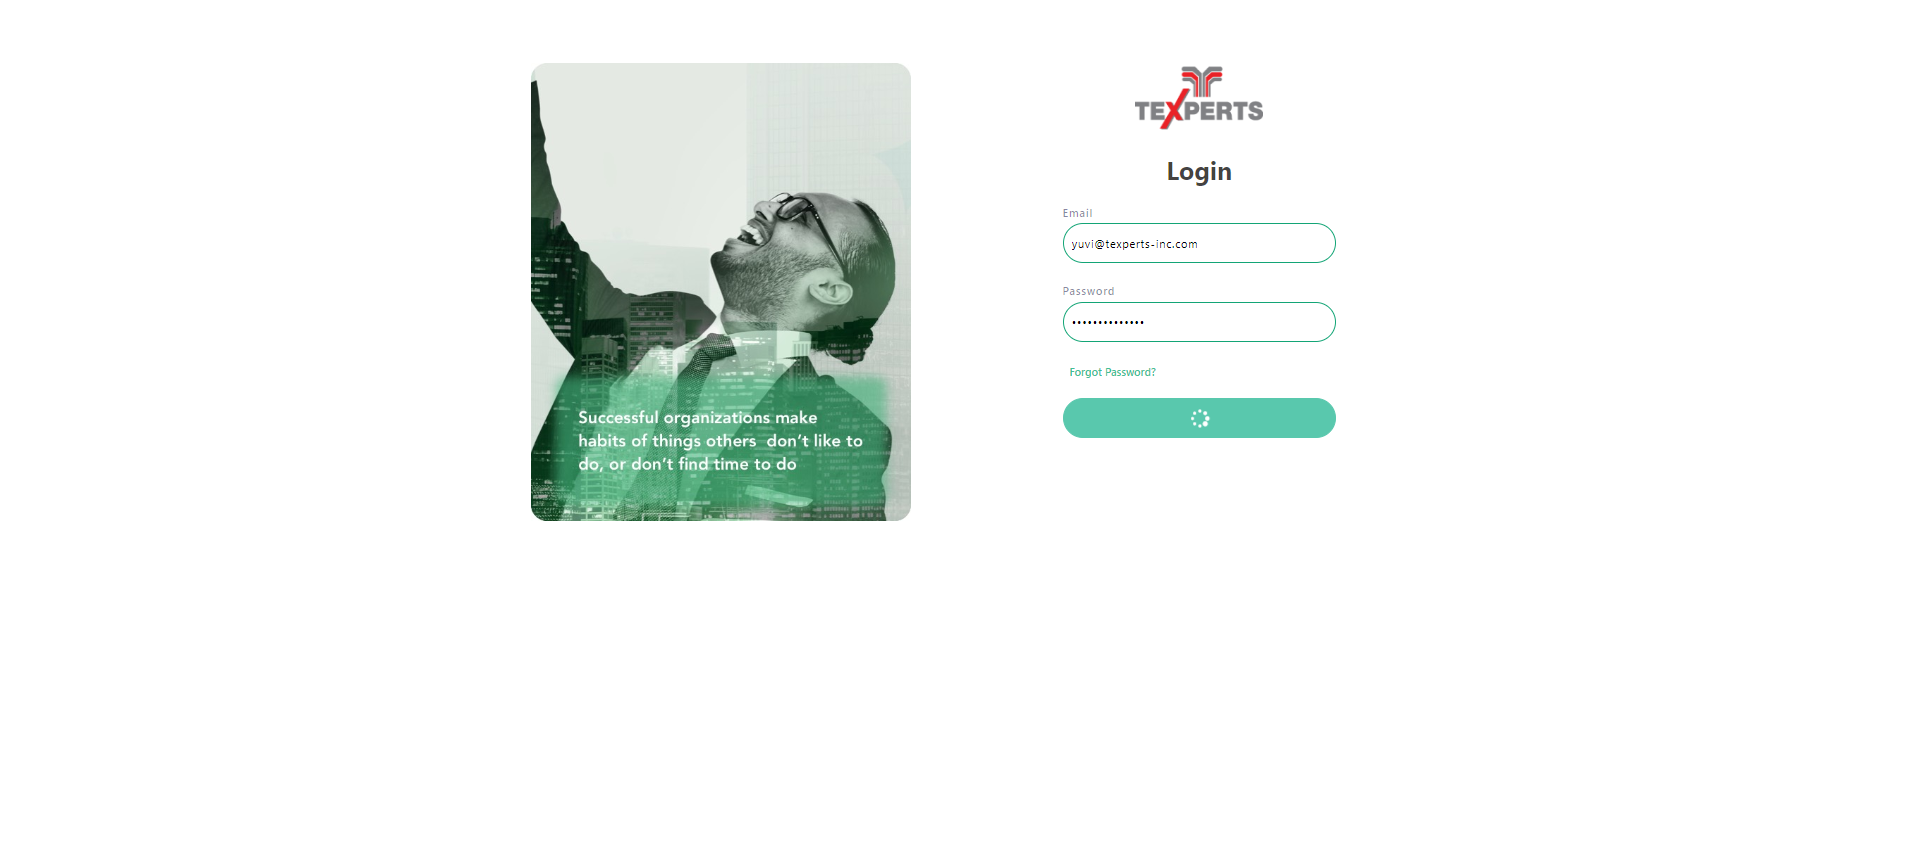 Successful organizations make
habits of things others  don’t like to
do, or don’t find time to do
TEXPERTS
Login
Email
yuvi@texperts-inc.com
Password
••••••••••••••
Forgot Password?